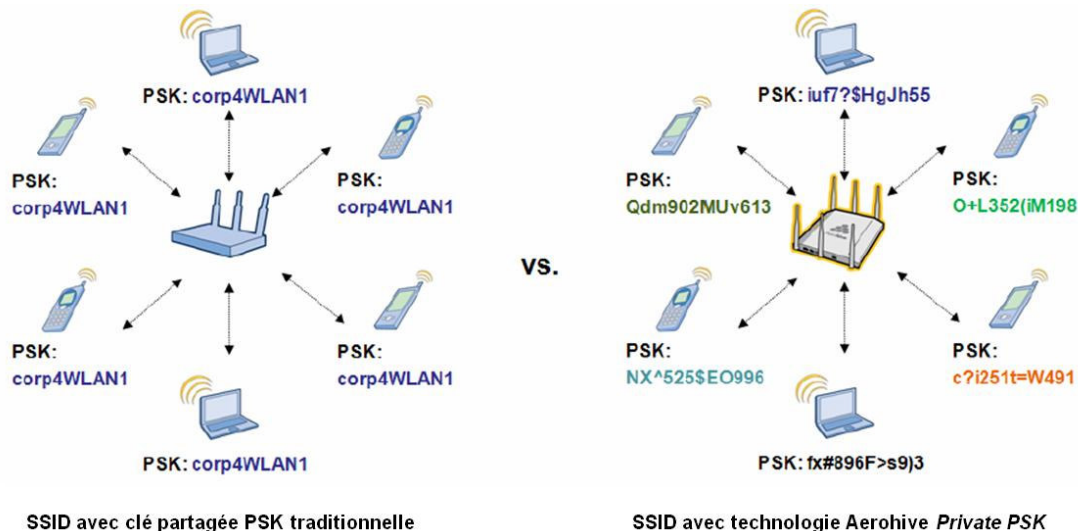 PSK: corp4WLAN1
PSK:
corp4WLAN1
PSK:
corp4WLAN1
PSK:
corp4WLAN1
PSK:
corp4WLAN1
PSK: corp4WLAN1
SSID avec clé partagée PSK traditionnelle
vs.
PSK: iuf7?$HgJh55
PSK:
Qdm902MUv613
PSK:
O+L352(iM198
PSK:
NX^525$EO996
PSK:
c?i251t=W491
PSK: fx#896F>s9)3
SSID avec technologie Aerohive Private PSK